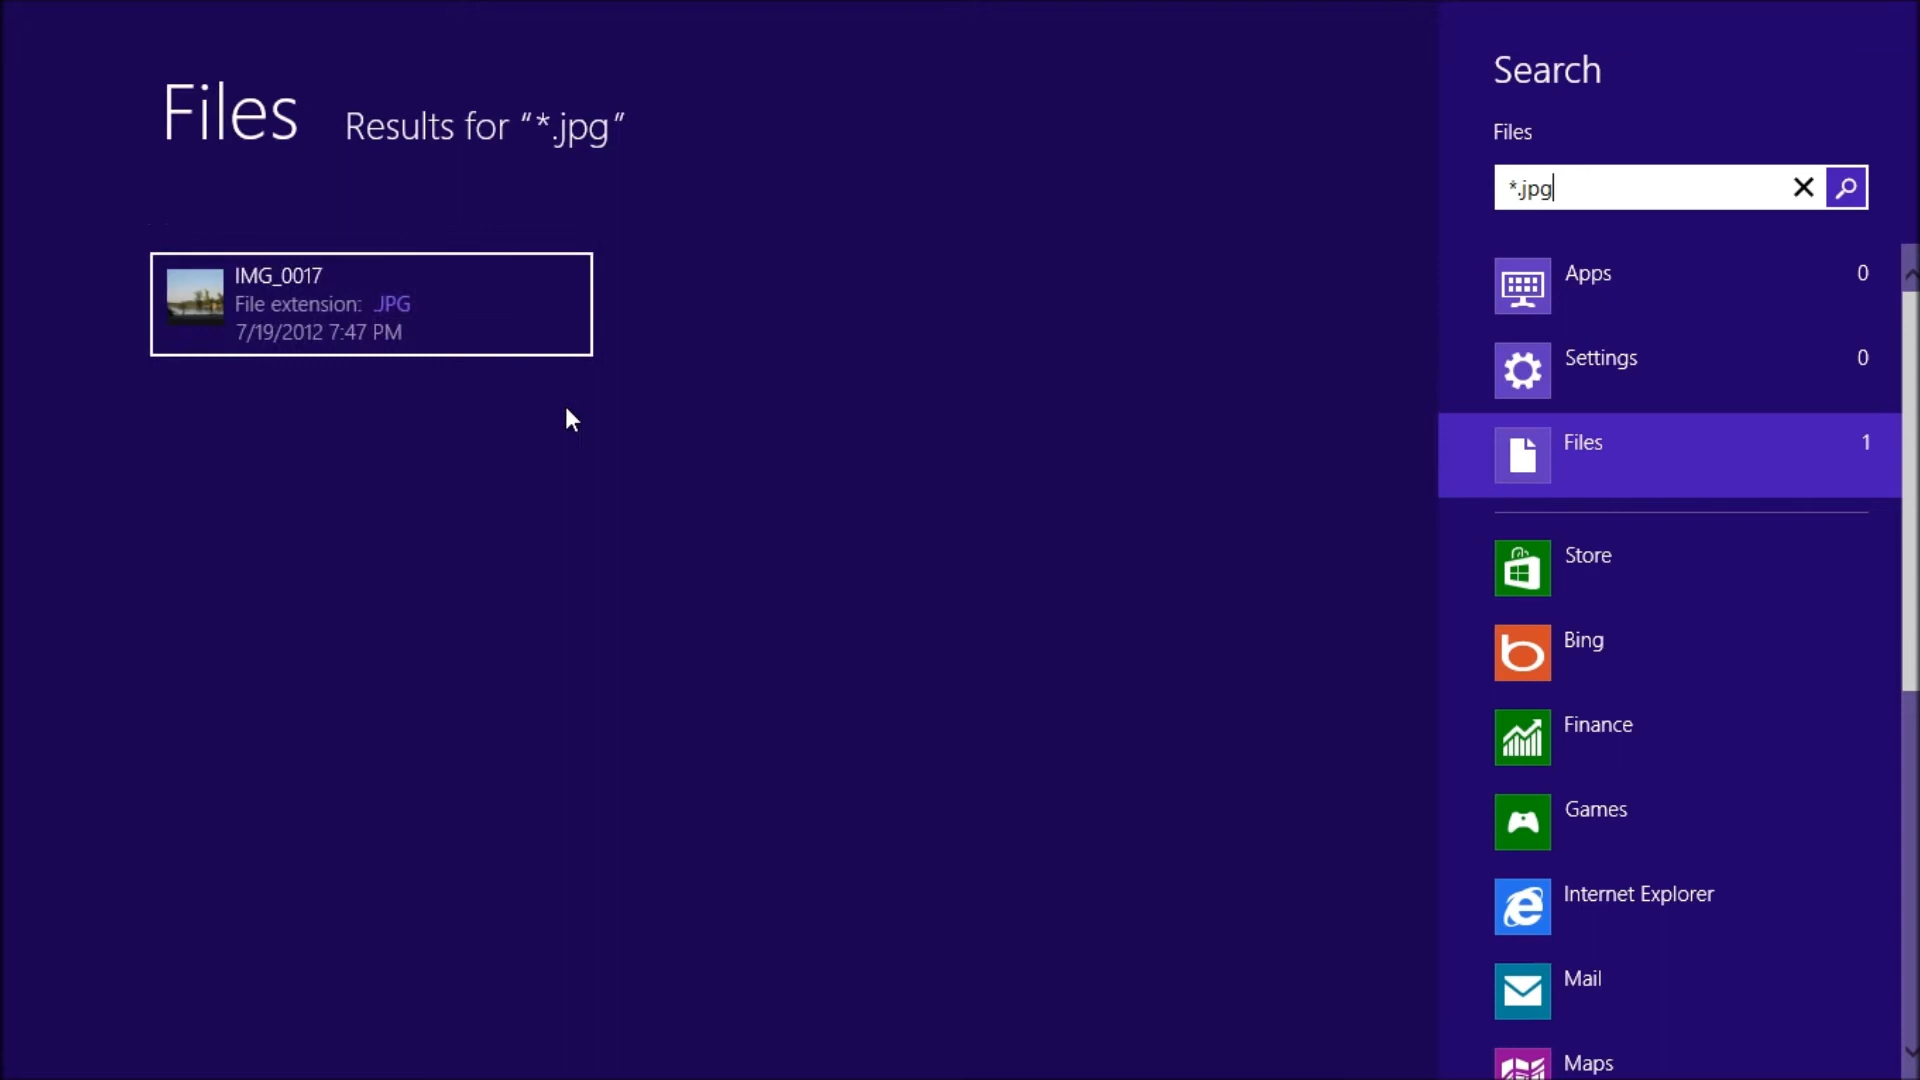 Files Results for “*.jpg”
IMG_0017
File extension: .JPG
7/19/2012 7:47 PM
Search
Files
*.jpg
Apps 0
Settings 0
Files 1
Store
Bing
Finance
Games
Internet Explorer
Mail
Maps